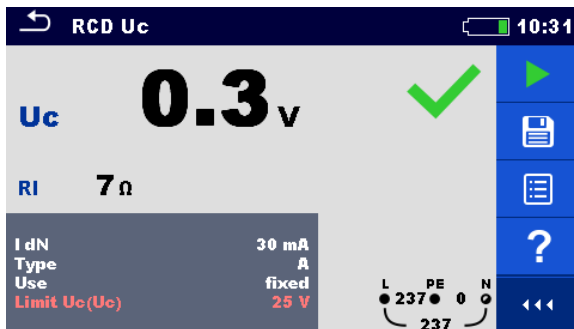 RCD Uc 10:31
Uc 0.3 V
RI 7 Ω
I dN 30 mA
Type A
Use fixed
Limit Uc(Uc) 25 V
?
L PE N
237 0
237